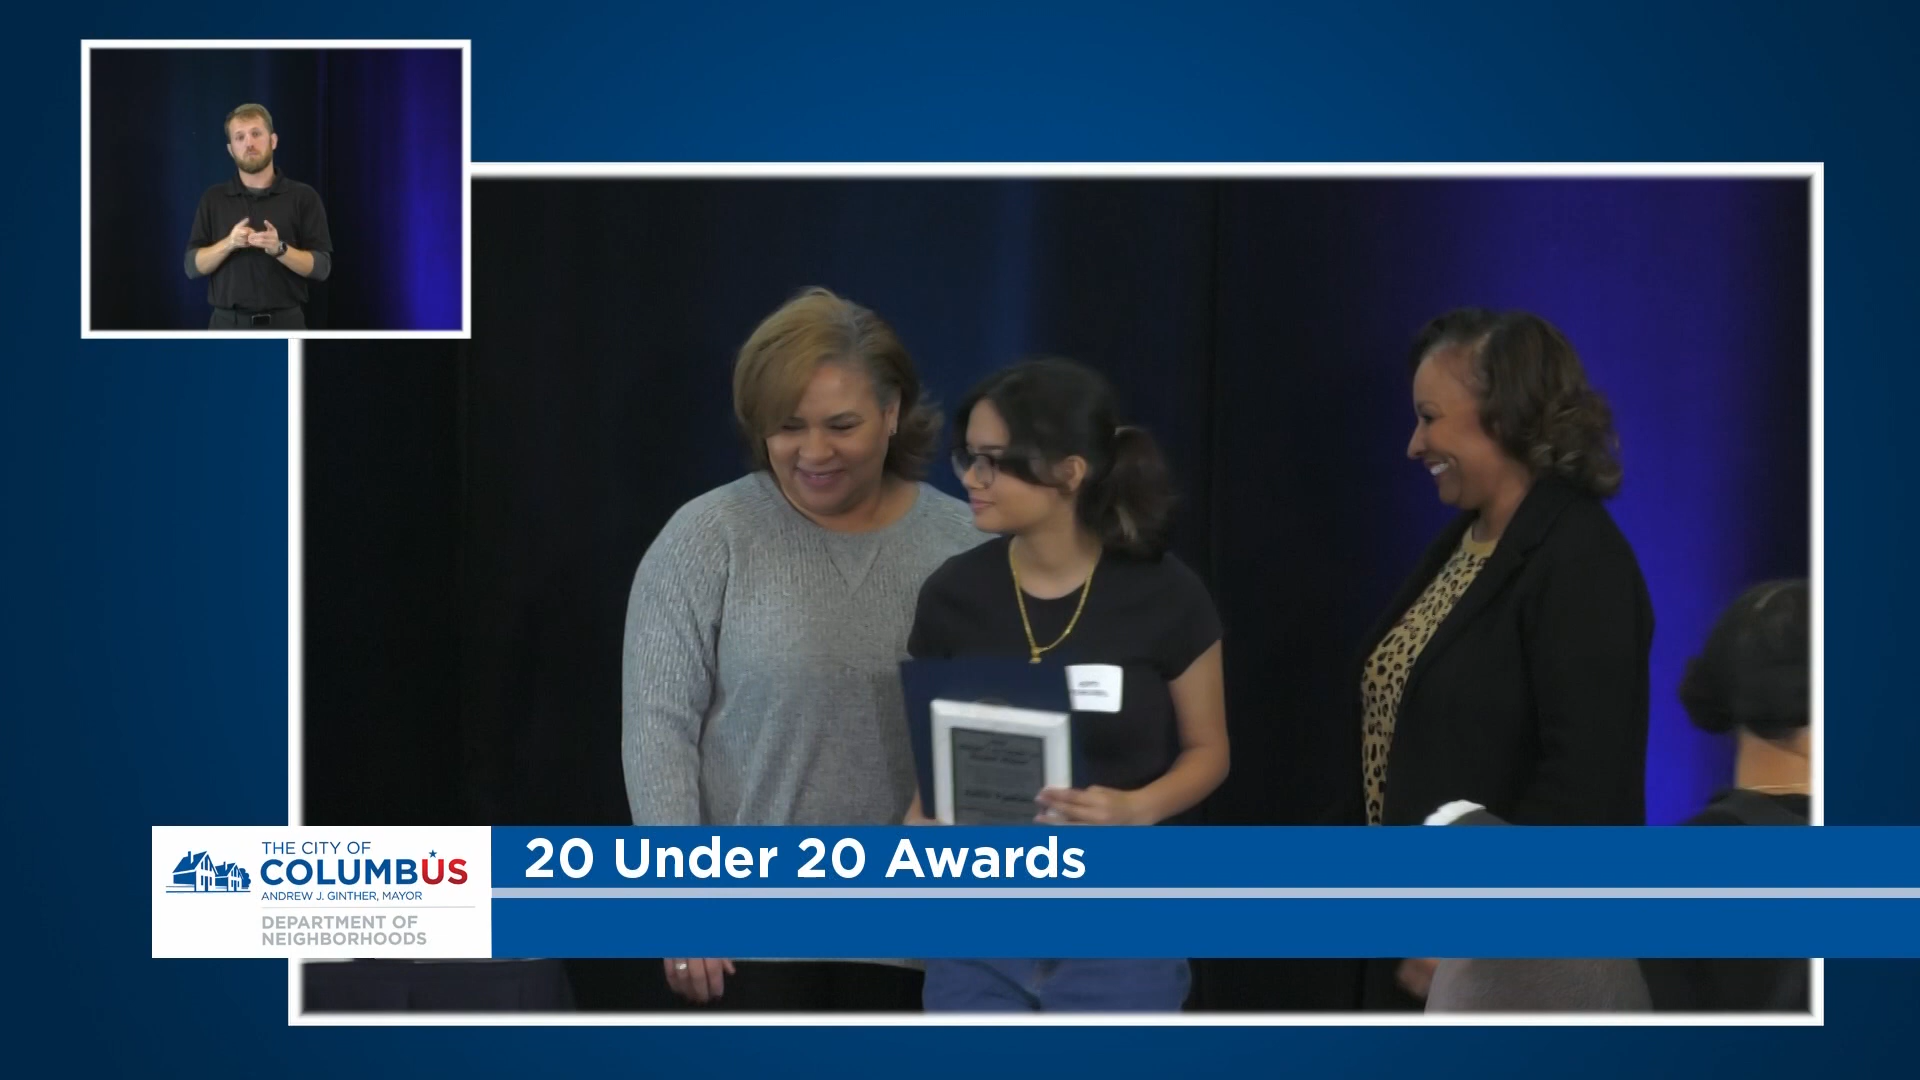 THE CITY OF
COLUMBUS
ANDREW J. GINTHER, MAYOR
DEPARTMENT OF
NEIGHBORHOODS
20 Under 20 Awards